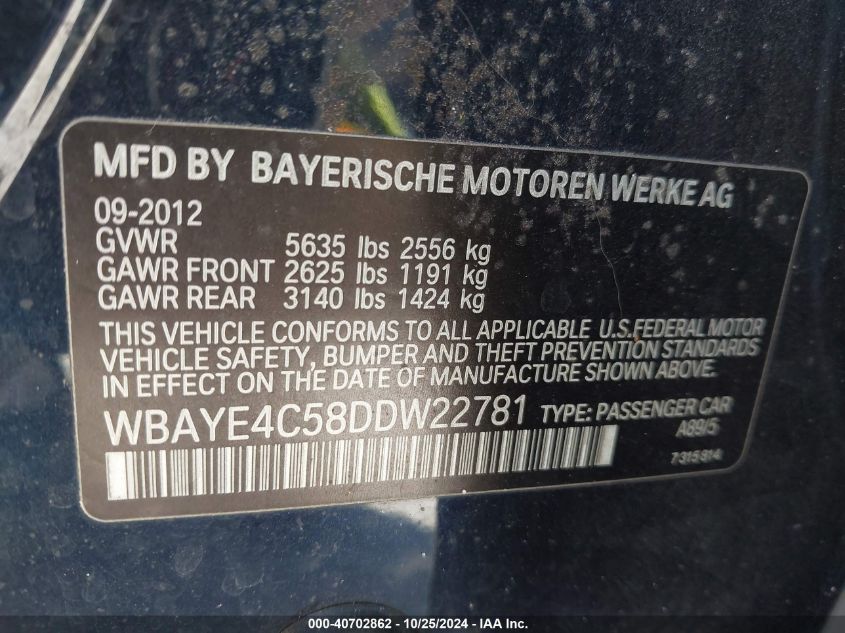 MFD BY BAYERISCHE MOTOREN WERKE AG
09-2012
GVWR 5635 lbs 2556 kg
GAWR FRONT 2625 lbs 1191 kg
GAWR REAR 3140 lbs 1424 kg
THIS VEHICLE CONFORMS TO ALL APPLICABLE U.S.FEDERAL MOTOR
VEHICLE SAFETY, BUMPER AND THEFT PREVENTION STANDARDS
IN EFFECT ON THE DATE OF MANUFACTURE SHOWN ABOVE.
WBAYE4C58DDW22781 TYPE: PASSENGER CAR
A89/5
7315914
000-40702862 - 10/25/2024 - IAA Inc.